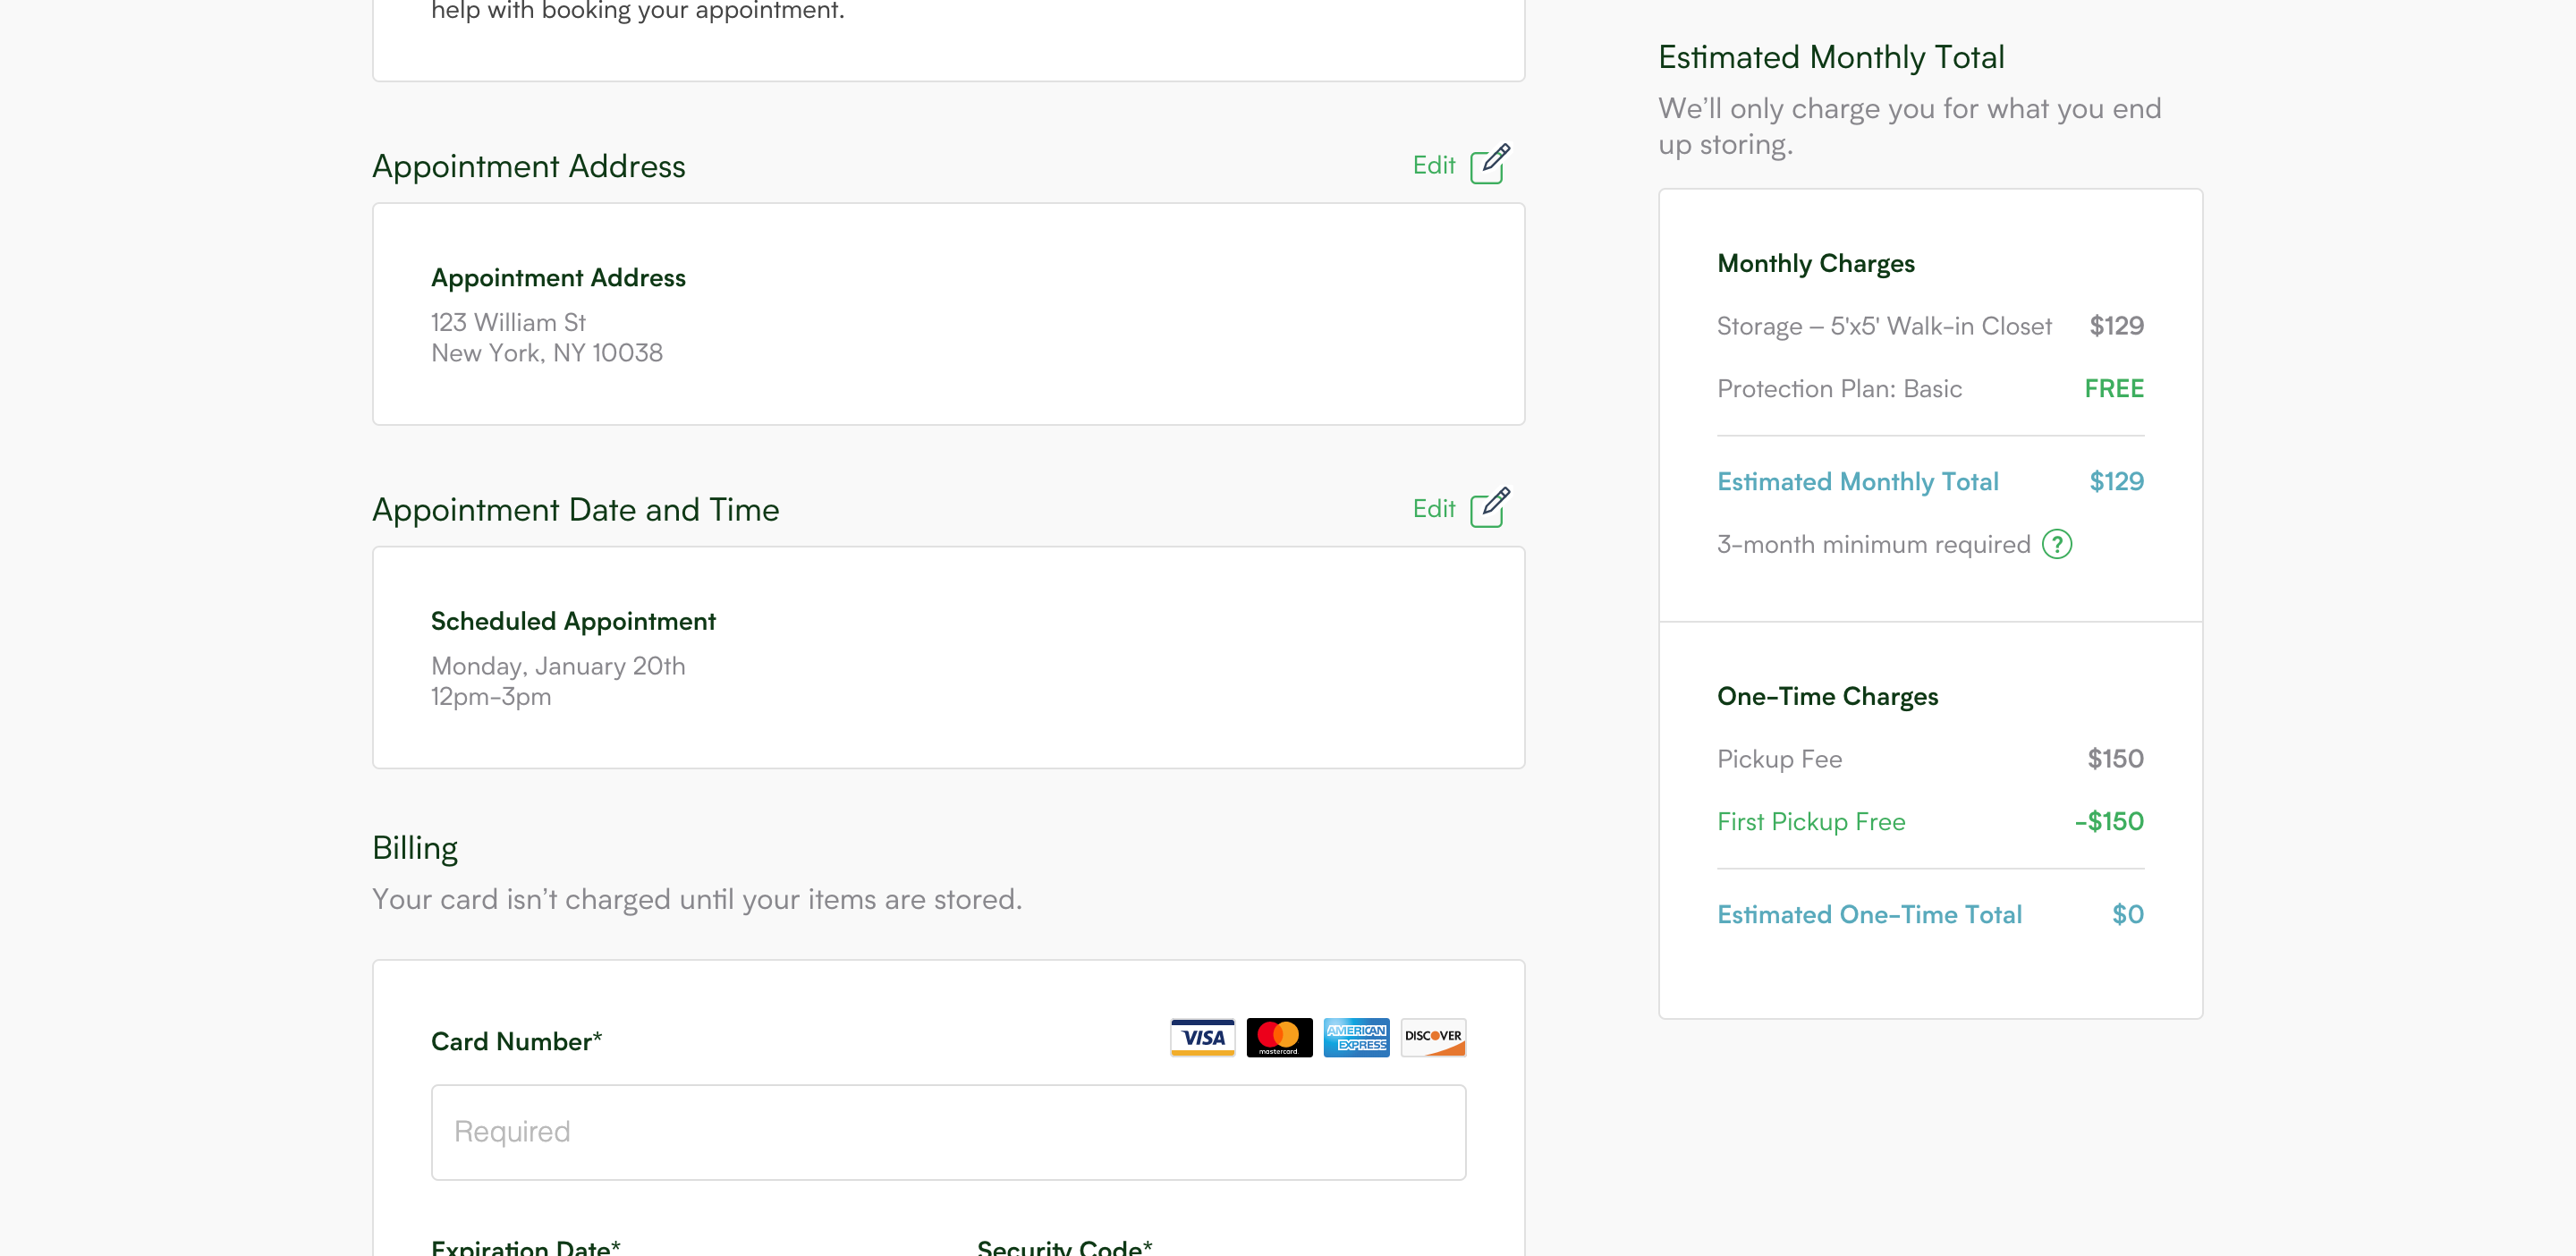 help with booking your appointment.
Appointment Address
Edit
Appointment Address
123 William St
New York, NY 10038
Appointment Date and Time
Edit
Scheduled Appointment
Monday, January 20th
12pm-3pm
Billing
Your card isn’t charged until your items are stored.
Card Number*
VISA
mastercard
AMERICAN
EXPRESS
DISCOVER
Required
Expiration Date*
Security Code*
Estimated Monthly Total
We’ll only charge you for what you end
up storing.
Monthly Charges
Storage – 5'x5' Walk-in Closet $129
Protection Plan: Basic FREE
Estimated Monthly Total $129
3-month minimum required ?
One-Time Charges
Pickup Fee $150
First Pickup Free -$150
Estimated One-Time Total $0